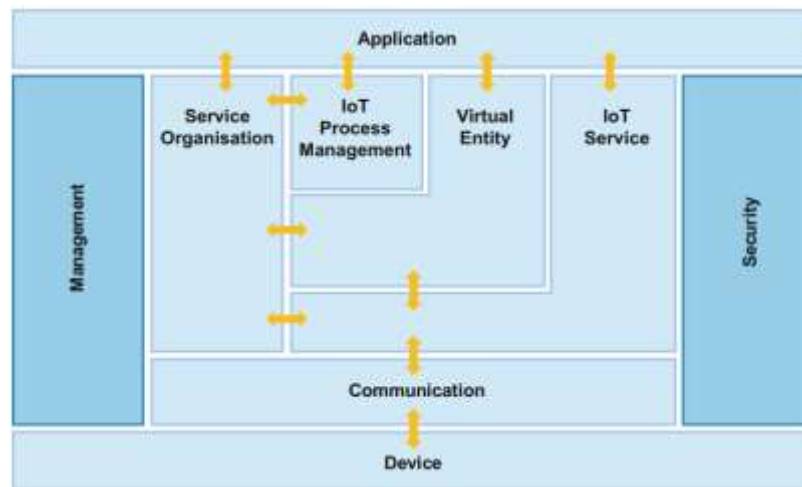 Application
Management
Service
Organisation
IoT
Process
Management
Virtual
Entity
IoT
Service
Security
Communication
Device